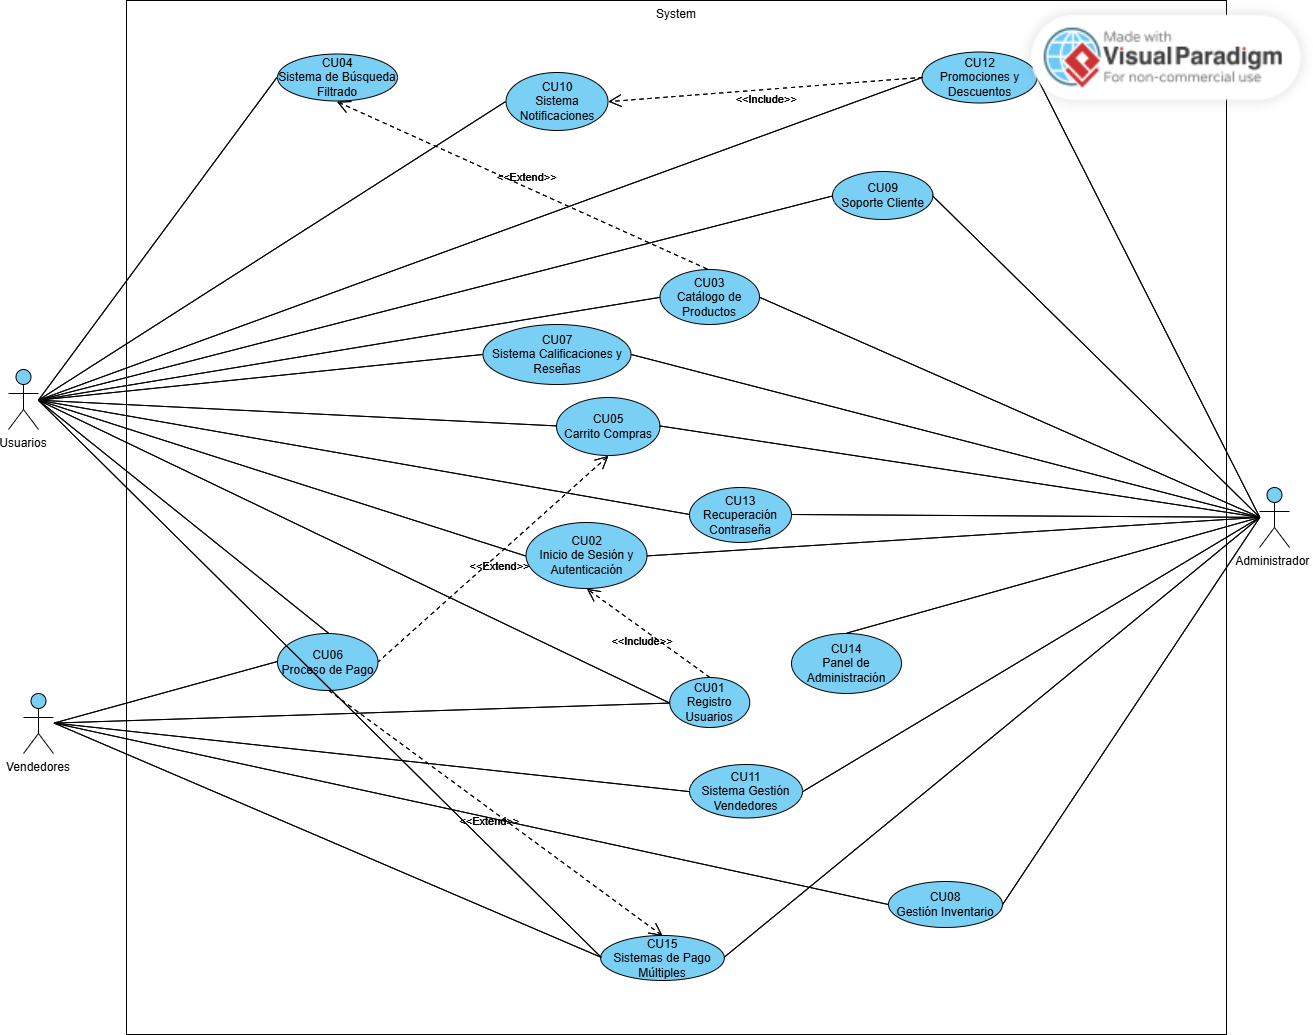 System
Made with
Visual Paradigm
For non-commercial use
CU04
Sistema de Búsqueda
Filtrado
CU10
Sistema
Notificaciones
CU12
Promociones y
Descuentos
<<Include>>
<<Extend>>
CU09
Soporte Cliente
CU03
Catálogo de
Productos
CU07
Sistema Calificaciones y
Reseñas
Usuarios
CU05
Carrito Compras
CU13
Recuperación
Contraseña
CU02
Inicio de Sesión y
Autenticación
<<Extend>>
Administrador
<<Include>>
CU06
Proceso de Pago
CU14
Panel de
Administración
CU01
Registro
Usuarios
Vendedores
CU11
Sistema Gestión
Vendedores
<<Extend>>
CU08
Gestión Inventario
CU15
Sistemas de Pago
Múltiples